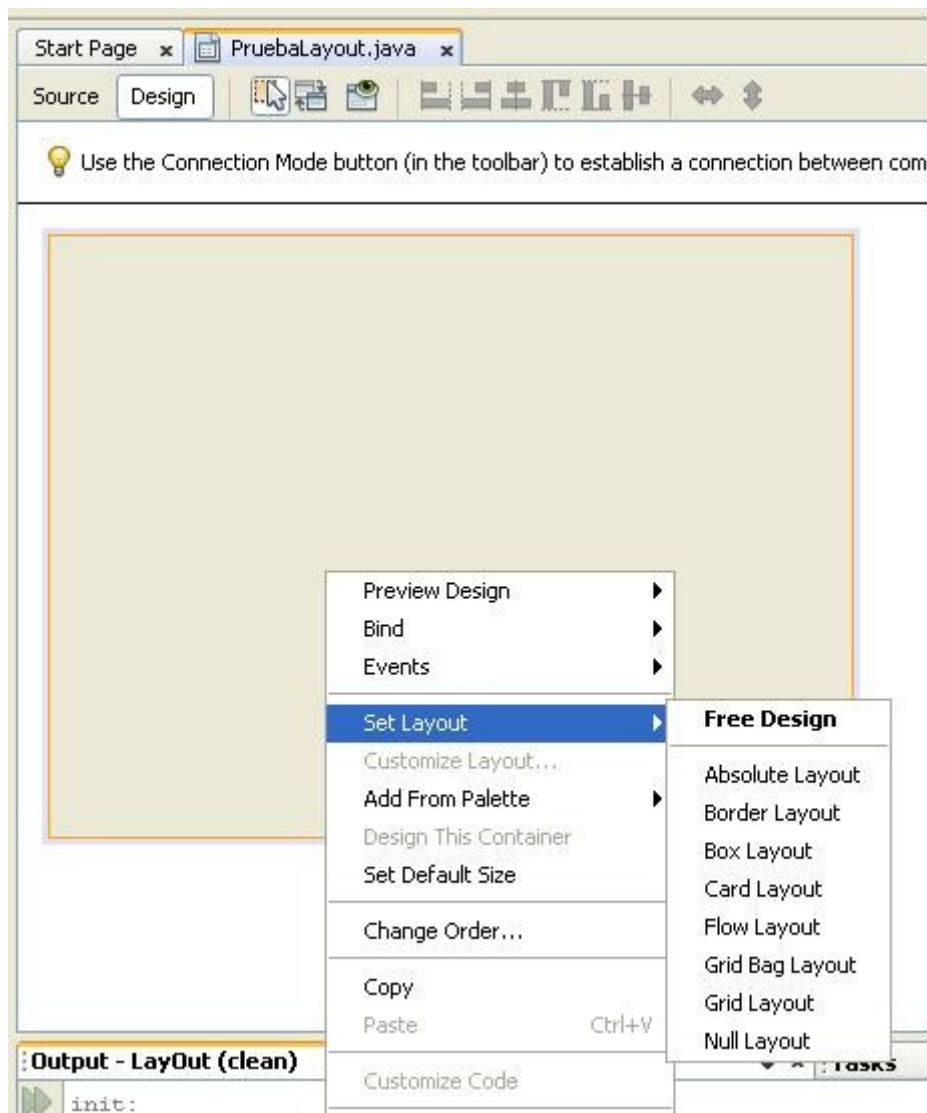 Start Page x PruebaLayout.java x
Source Design
Use the Connection Mode button (in the toolbar) to establish a connection between com
Preview Design
Bind
Events
Set Layout
Customize Layout...
Add From Palette
Design This Container
Set Default Size
Change Order...
Copy
Paste Ctrl+V
Customize Code
Free Design
Absolute Layout
Border Layout
Box Layout
Card Layout
Flow Layout
Grid Bag Layout
Grid Layout
Null Layout
Output - LayOut (clean)
Tasks
init: